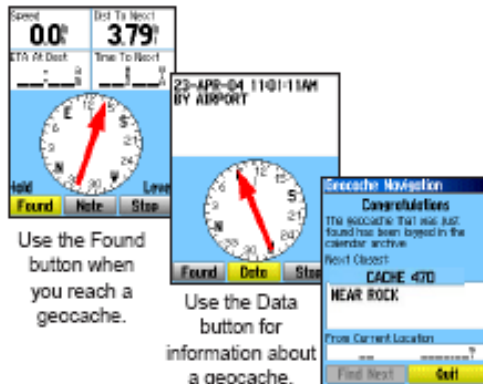 Speed
Dist To Next
0.0
3.79
ETA At Dest
Time To Next
E
S
N
W
Hold
Level
Found Note Stop
Use the Found
button when
you reach a
geocache.
23-APR-04 11:01:11AM
BY AIRPORT
S
N
Found Data Stop
Use the Data
button for
information about
a geocache.
Geocache Navigation
Congratulations
The geocache that was just
found has been logged in the
calendar archive.
Next Closest
CACHE 470
NEAR ROCK
From Current Location
Find Next Quit